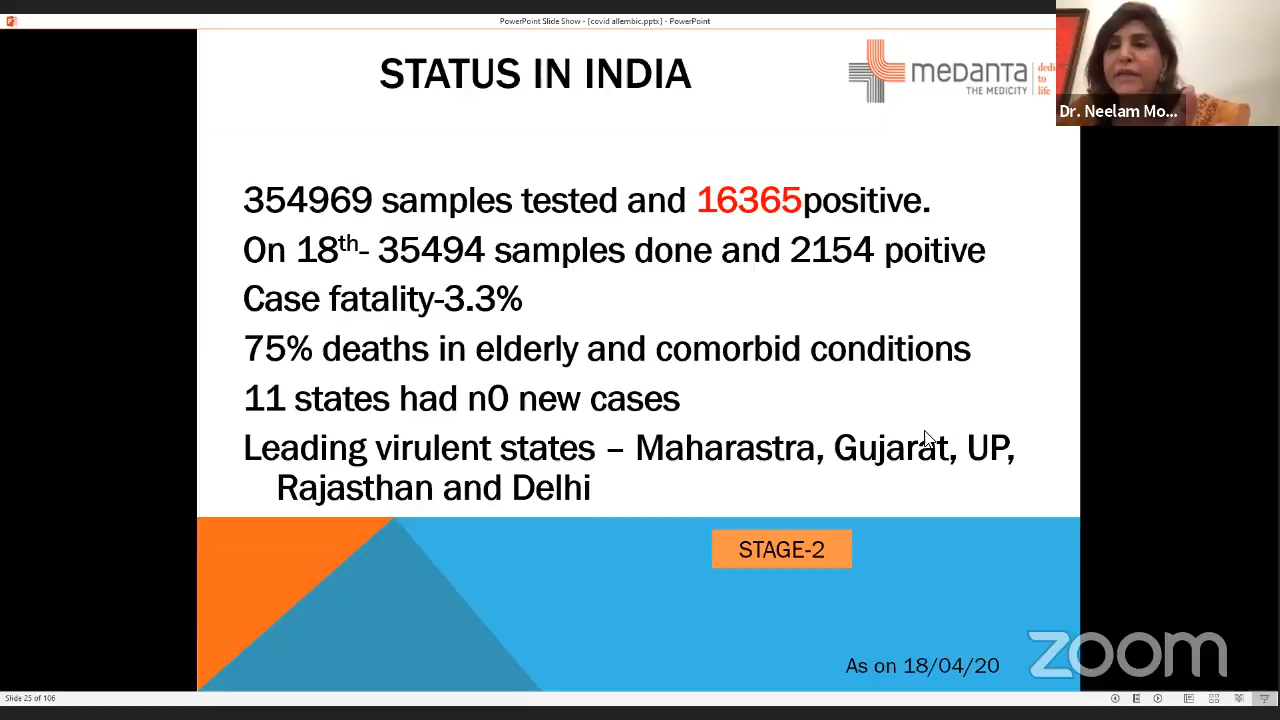 PowerPoint Slide Show - [covid allembic.pptx] - PowerPoint
STATUS IN INDIA
MEDANTA
THE MEDICITY
dedi
to
life
Dr. Neelam Mo...
354969 samples tested and 16365positive.
On 18th- 35494 samples done and 2154 poitive
Case fatality-3.3%
75% deaths in elderly and comorbid conditions
11 states had n0 new cases
Leading virulent states – Maharastra, Gujarat, UP,
Rajasthan and Delhi
STAGE-2
As on 18/04/20
zoom
Slide 25 of 106